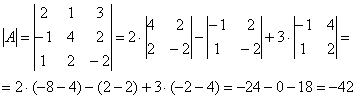 |A| = | 2 1 3 | = 2 · | 4 2 | − | −1 2 | + 3 · | −1 4 | =
| −1 4 2 | | 2 −2 | | 1 −2 | | 1 2 |
| 1 2 −2 |
= 2 · (−8 − 4) − (2 − 2) + 3 · (−2 − 4) = −24 − 0 − 18 = −42